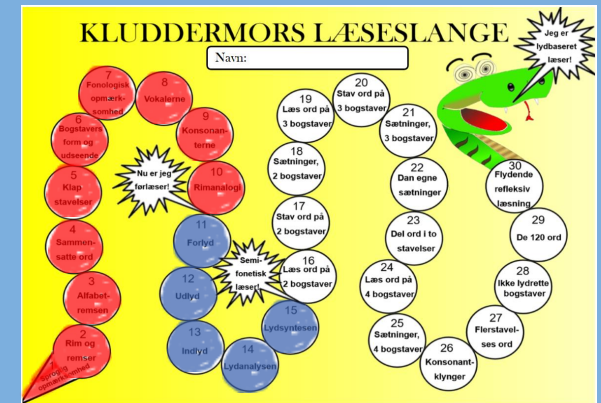 KLUDDERMORS LÆSESLANGE
Navn:
Jeg er
lydbaseret
læser!
1
Sproglig
opmærksomhed
2
Rim og
remser
3
Alfabet-
remsen
4
Sammen-
satte ord
5
Klap
stavelser
6
Bogstavers
form og
udseende
7
Fonologisk
opmærk-
somhed
8
Vokalerne
9
Konsonan-
terne
10
Rimanalogi
Nu er jeg
førlæser!
11
Forlyd
12
Udlyd
13
Indlyd
14
Lydanalysen
15
Lydsyntesen
Semi-
fonetisk
læser!
16
Læs ord på
2 bogstaver
17
Stav ord på
2 bogstaver
18
Sætninger,
2 bogstaver
19
Læs ord på
3 bogstaver
20
Stav ord på
3 bogstaver
21
Sætninger,
3 bogstaver
22
Dan egne
sætninger
23
Del ord i to
stavelser
24
Læs ord på
4 bogstaver
25
Sætninger,
4 bogstaver
26
Konsonant-
klynger
27
Flerstavel-
ses ord
28
Ikke lydrette
bogstaver
29
De 120 ord
30
Flydende
refleksiv
læsning